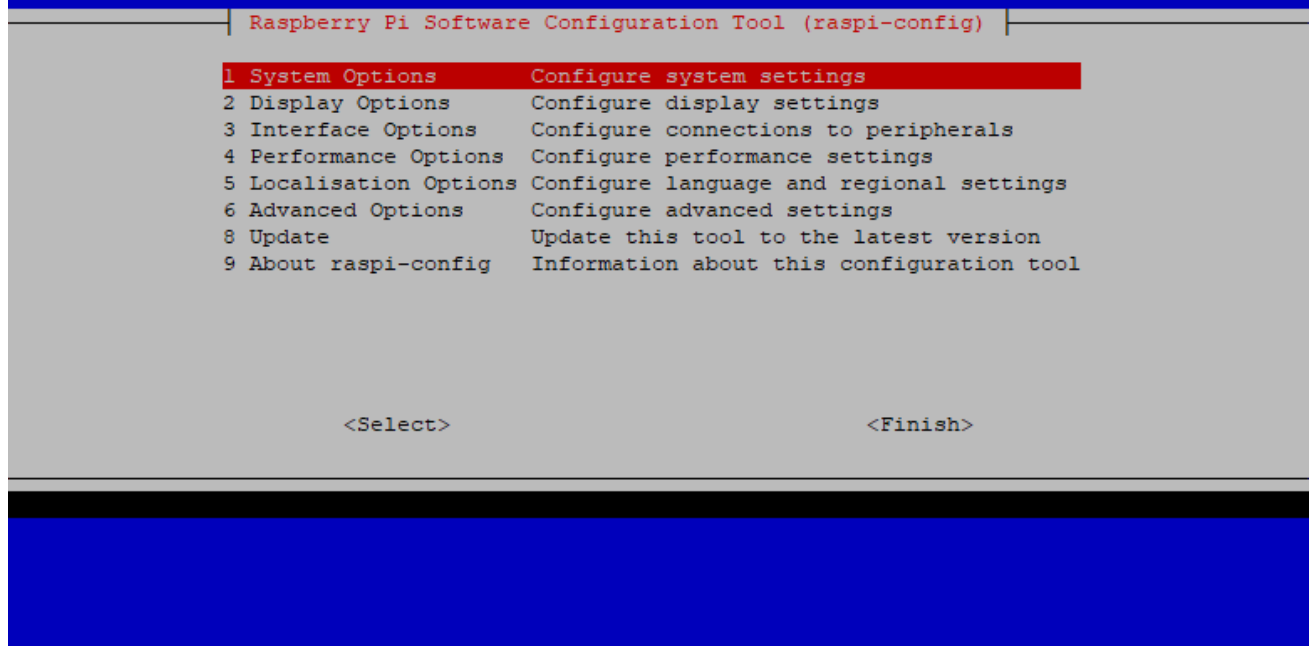 Raspberry Pi Software Configuration Tool (raspi-config)
1 System Options Configure system settings
2 Display Options Configure display settings
3 Interface Options Configure connections to peripherals
4 Performance Options Configure performance settings
5 Localisation Options Configure language and regional settings
6 Advanced Options Configure advanced settings
8 Update Update this tool to the latest version
9 About raspi-config Information about this configuration tool
<Select> <Finish>